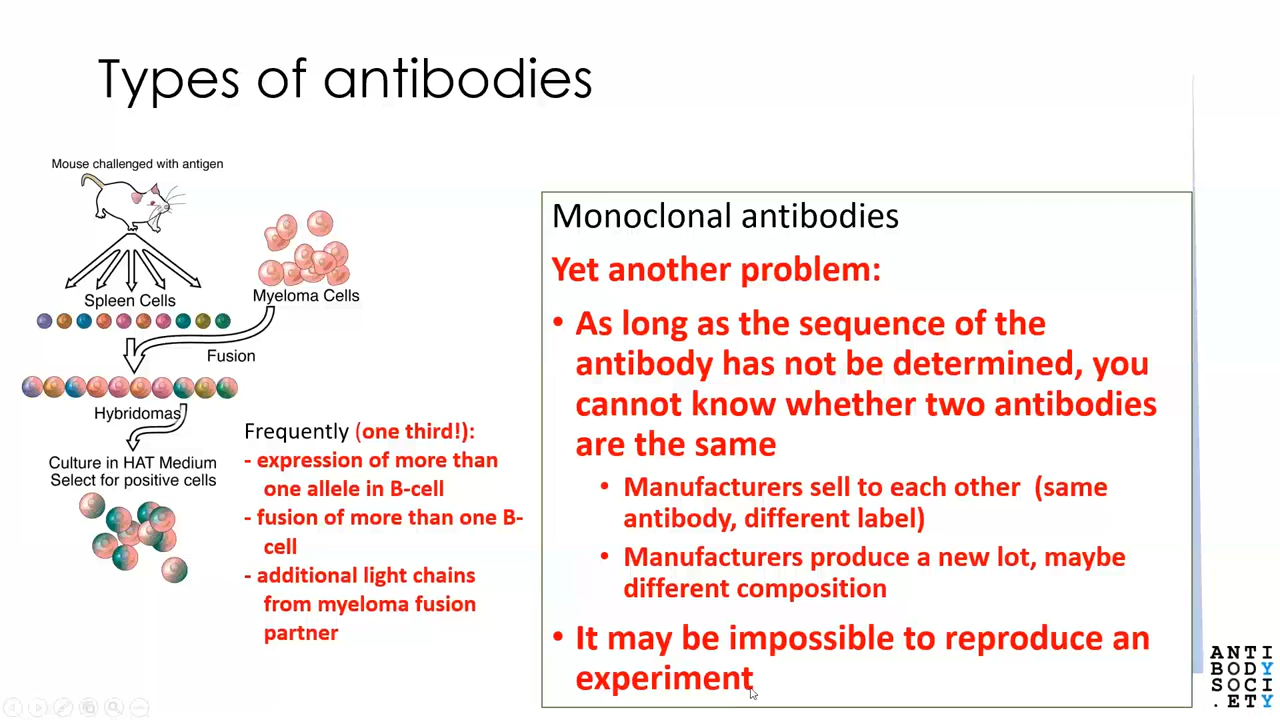 Types of antibodies
Mouse challenged with antigen
Spleen Cells
Myeloma Cells
Fusion
Hybridomas
Culture in HAT Medium
Select for positive cells
Frequently (one third!):
- expression of more than
one allele in B-cell
- fusion of more than one B-
cell
- additional light chains
from myeloma fusion
partner
Monoclonal antibodies
Yet another problem:
• As long as the sequence of the
antibody has not be determined, you
cannot know whether two antibodies
are the same
• Manufacturers sell to each other (same
antibody, different label)
• Manufacturers produce a new lot, maybe
different composition
• It may be impossible to reproduce an
experiment
ANTI
BODY
SOCI
.ETY